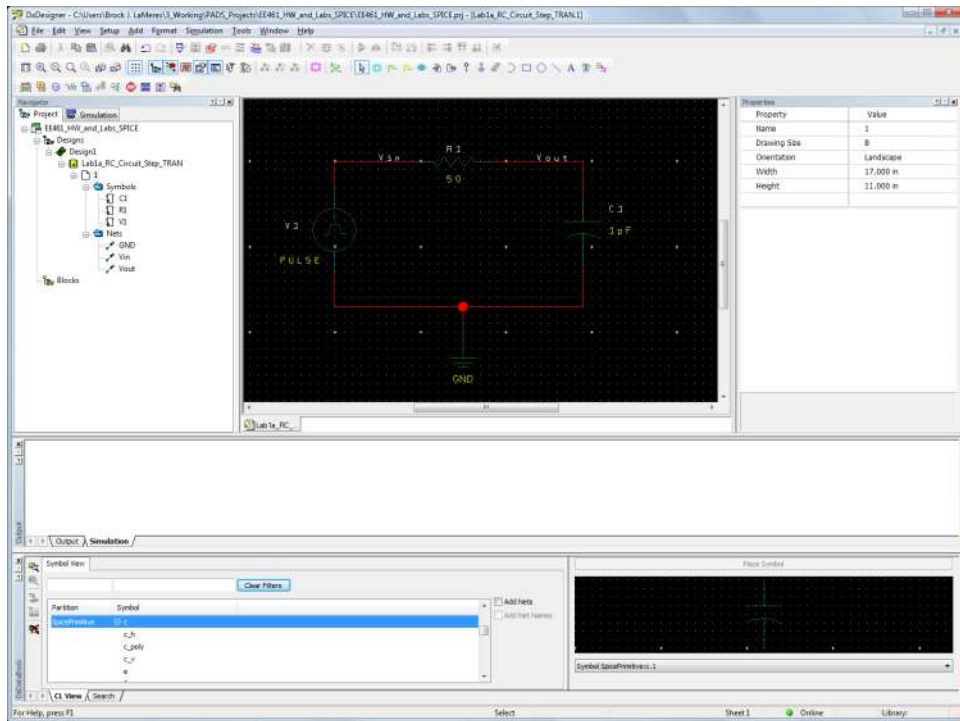 DxDesigner - C:\Users\Brock J. LaMeres\3_Working\PADS_Projects\EE461_HW_and_Labs_SPICE\EE461_HW_and_Labs_SPICE.prj - [Lab1a_RC_Circuit_Step_TRAN.1]
File Edit View Setup Add Format Simulation Tools Window Help
Navigator
Project Simulation
EE461_HW_and_Labs_SPICE
Designs
Design1
Lab1a_RC_Circuit_Step_TRAN
1
Symbols
C1
R1
V1
Nets
GND
Vin
Vout
Blocks
R1
Vin Vout
50
C1
V1
1pF
PULSE
GND
Lab1a_RC_...
Properties
Property Value
Name 1
Drawing Size B
Orientation Landscape
Width 17.000 in
Height 11.000 in
Output
Output Simulation
Symbol View
Clear Filters
Partition Symbol
SpicePrimitive c
c_h
c_poly
c_v
e
Add Nets
Add Net Names
Place Symbol
Symbol SpicePrimitive:c.1
DxDataBook
C1 View Search
For Help, press F1 Select Sheet 1 Online Library: